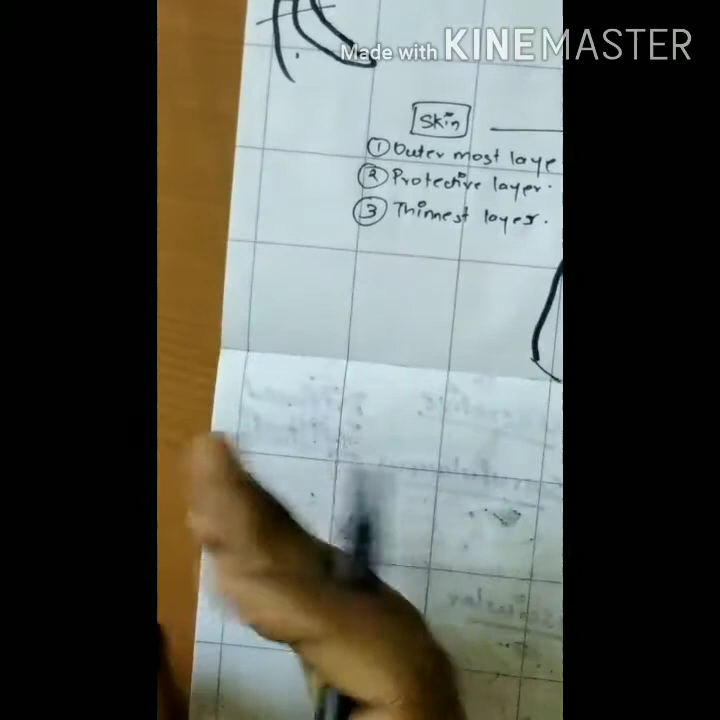 Made with KINEMASTER
Skin
① Outer most laye
② Protective layer.
③ Thinnest layer.